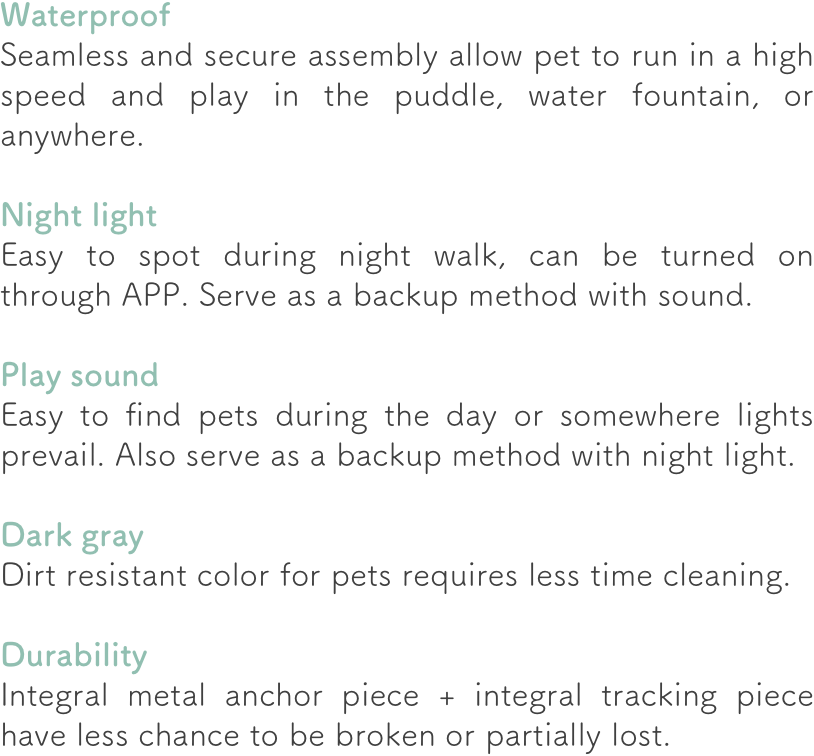 Waterproof
Seamless and secure assembly allow pet to run in a high
speed and play in the puddle, water fountain, or
anywhere.
Night light
Easy to spot during night walk, can be turned on
through APP. Serve as a backup method with sound.
Play sound
Easy to find pets during the day or somewhere lights
prevail. Also serve as a backup method with night light.
Dark gray
Dirt resistant color for pets requires less time cleaning.
Durability
Integral metal anchor piece + integral tracking piece
have less chance to be broken or partially lost.